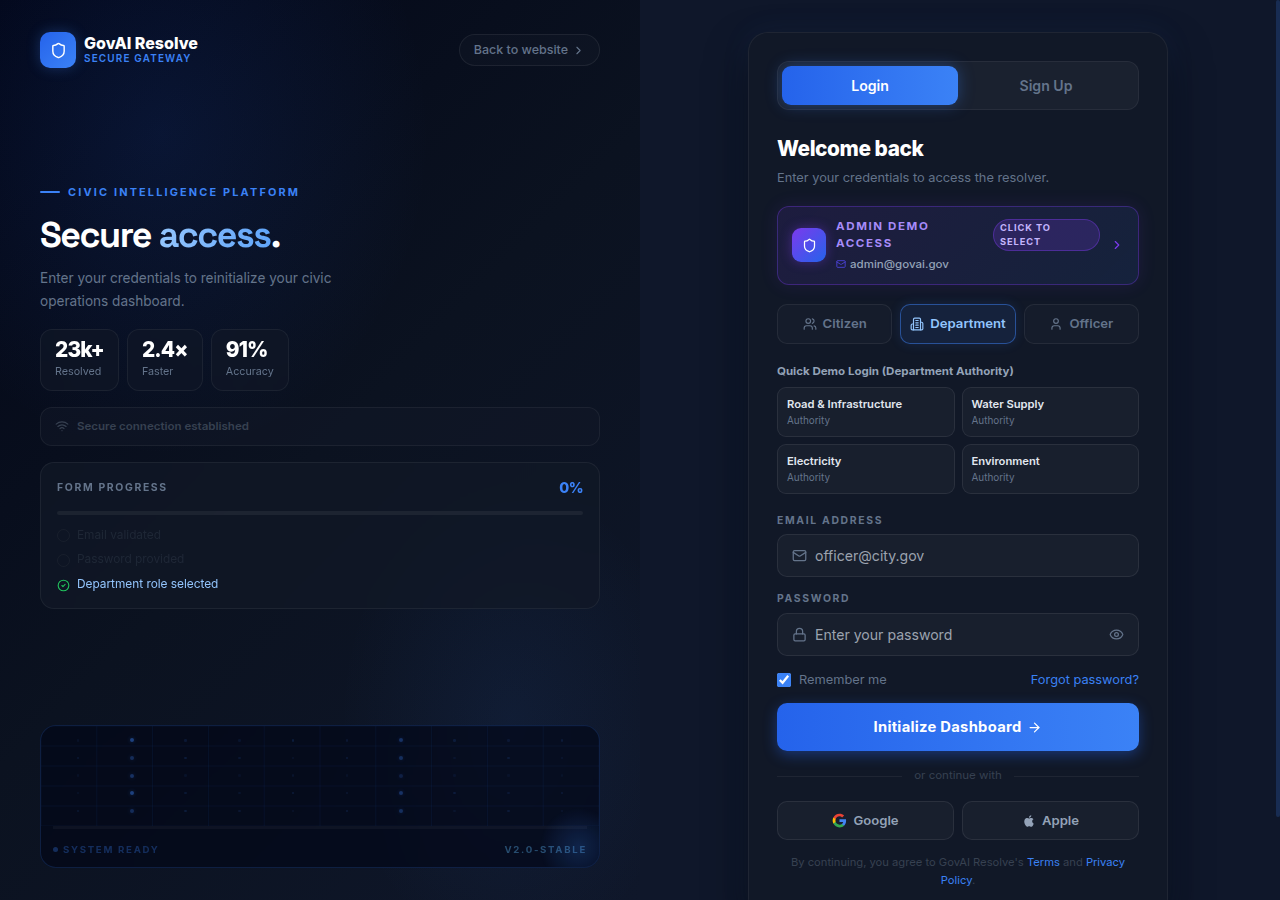 GovAI Resolve
SECURE GATEWAY
Back to website
CIVIC INTELLIGENCE PLATFORM
Secure access.
Enter your credentials to reinitialize your civic
operations dashboard.
23k+
Resolved
2.4×
Faster
91%
Accuracy
Secure connection established
FORM PROGRESS
0%
Email validated
Password provided
Department role selected
SYSTEM READY
V2.0-STABLE
Login
Sign Up
Welcome back
Enter your credentials to access the resolver.
ADMIN DEMO
ACCESS
admin@govai.gov
CLICK TO
SELECT
Citizen
Department
Officer
Quick Demo Login (Department Authority)
Road & Infrastructure
Authority
Water Supply
Authority
Electricity
Authority
Environment
Authority
EMAIL ADDRESS
officer@city.gov
PASSWORD
Enter your password
Remember me
Forgot password?
Initialize Dashboard →
or continue with
Google
Apple
By continuing, you agree to GovAI Resolve's Terms and Privacy
Policy.